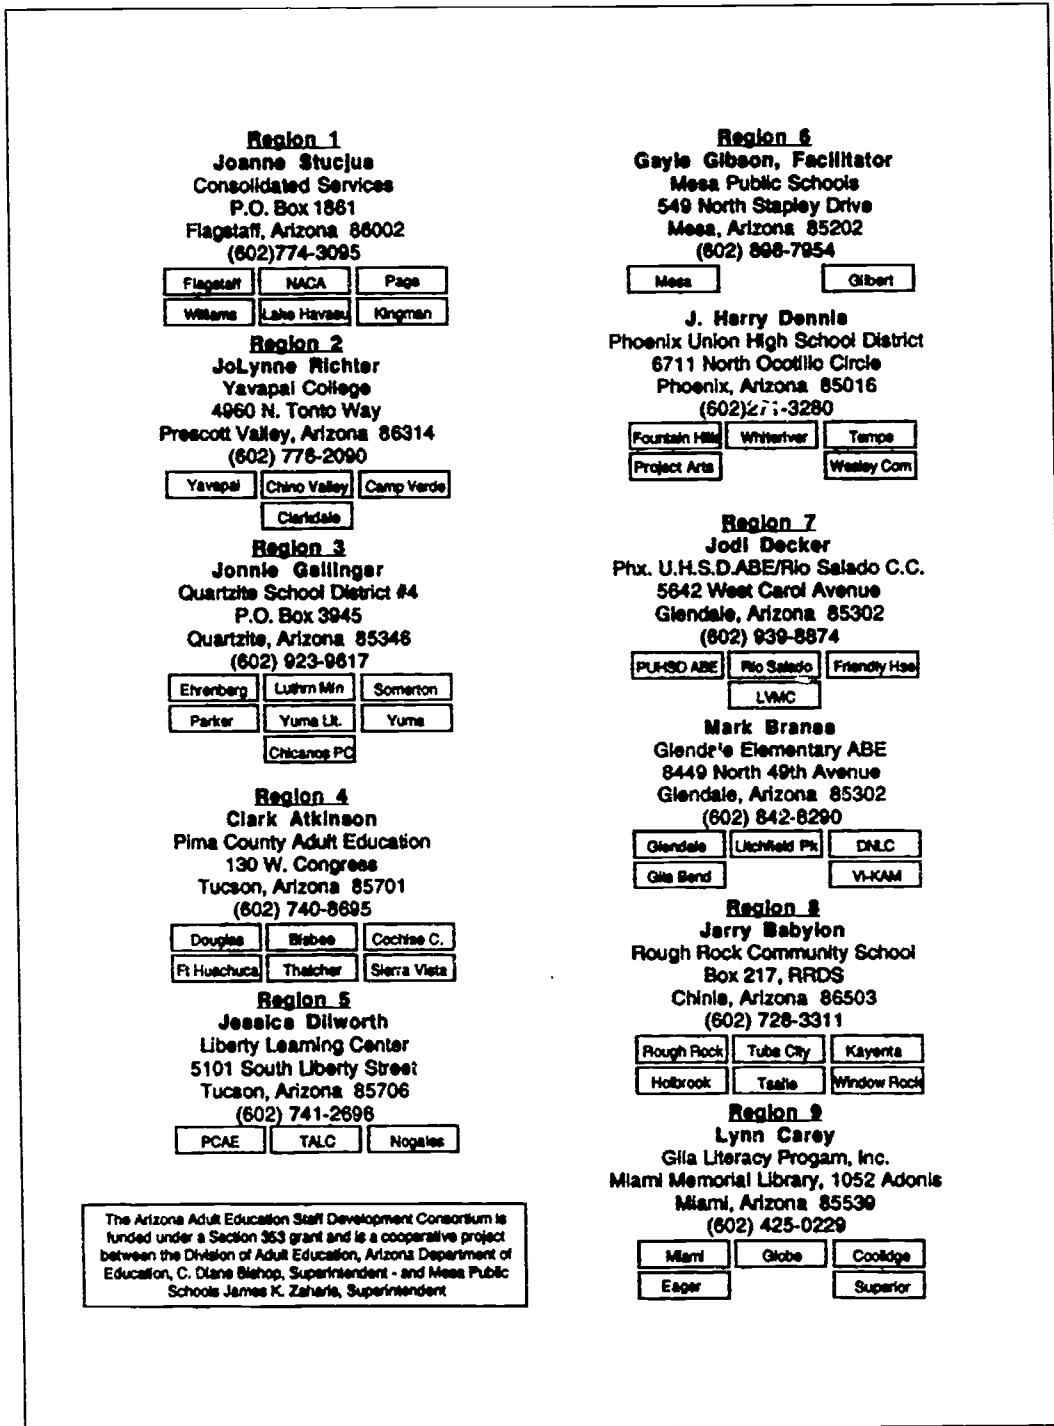 Region 1
Joanne Stucjus
Consolidated Services
P.O. Box 1861
Flagstaff, Arizona 86002
(602)774-3095
Flagstaff NACA Page
Williams Lake Havasu Kingman
Region 2
JoLynne Richter
Yavapai College
4960 N. Tonto Way
Prescott Valley, Arizona 86314
(602) 776-2090
Yavapai Chino Valley Camp Verde
Clarkdale
Region 3
Jonnie Gallinger
Quartzite School District #4
P.O. Box 3945
Quartzite, Arizona 85346
(602) 923-9617
Ehrenberg Luthrn Min Somerton
Parker Yuma Lit. Yuma
Chicanos PC
Region 4
Clark Atkinson
Pima County Adult Education
130 W. Congress
Tucson, Arizona 85701
(602) 740-8695
Douglas Bisbee Cochise C.
Ft Huachuca Thatcher Sierra Vista
Region 5
Jessica Dilworth
Liberty Learning Center
5101 South Liberty Street
Tucson, Arizona 85706
(602) 741-2696
PCAE TALC Nogales
The Arizona Adult Education Staff Development Consortium is
funded under a Section 353 grant and is a cooperative project
between the Division of Adult Education, Arizona Department of
Education, C. Diane Bishop, Superintendent - and Mesa Public
Schools James K. Zaharis, Superintendent
Region 6
Gayle Gibson, Facilitator
Mesa Public Schools
549 North Stapley Drive
Mesa, Arizona 85202
(602) 898-7954
Mesa Gilbert
J. Harry Dennis
Phoenix Union High School District
6711 North Ocotillo Circle
Phoenix, Arizona 85016
(602)271-3280
Fountain Hills Whiteriver Tempe
Project Arts Wesley Com
Region 7
Jodi Decker
Phx. U.H.S.D.ABE/Rio Salado C.C.
5642 West Carol Avenue
Glendale, Arizona 85302
(602) 939-8874
PUHSD ABE Rio Salado Friendly Hse
LVMC
Mark Branee
Glendale Elementary ABE
8449 North 49th Avenue
Glendale, Arizona 85302
(602) 842-8290
Glendale Litchfield Pk DNLC
Gila Bend VI-KAM
Region 8
Jerry Babylon
Rough Rock Community School
Box 217, RRDS
Chinle, Arizona 86503
(602) 728-3311
Rough Rock Tuba City Kayenta
Holbrook Tsaile Window Rock
Region 9
Lynn Carey
Gila Literacy Progam, Inc.
Miami Memorial Library, 1052 Adonis
Miami, Arizona 85539
(602) 425-0229
Miami Globe Coolidge
Eager Superior